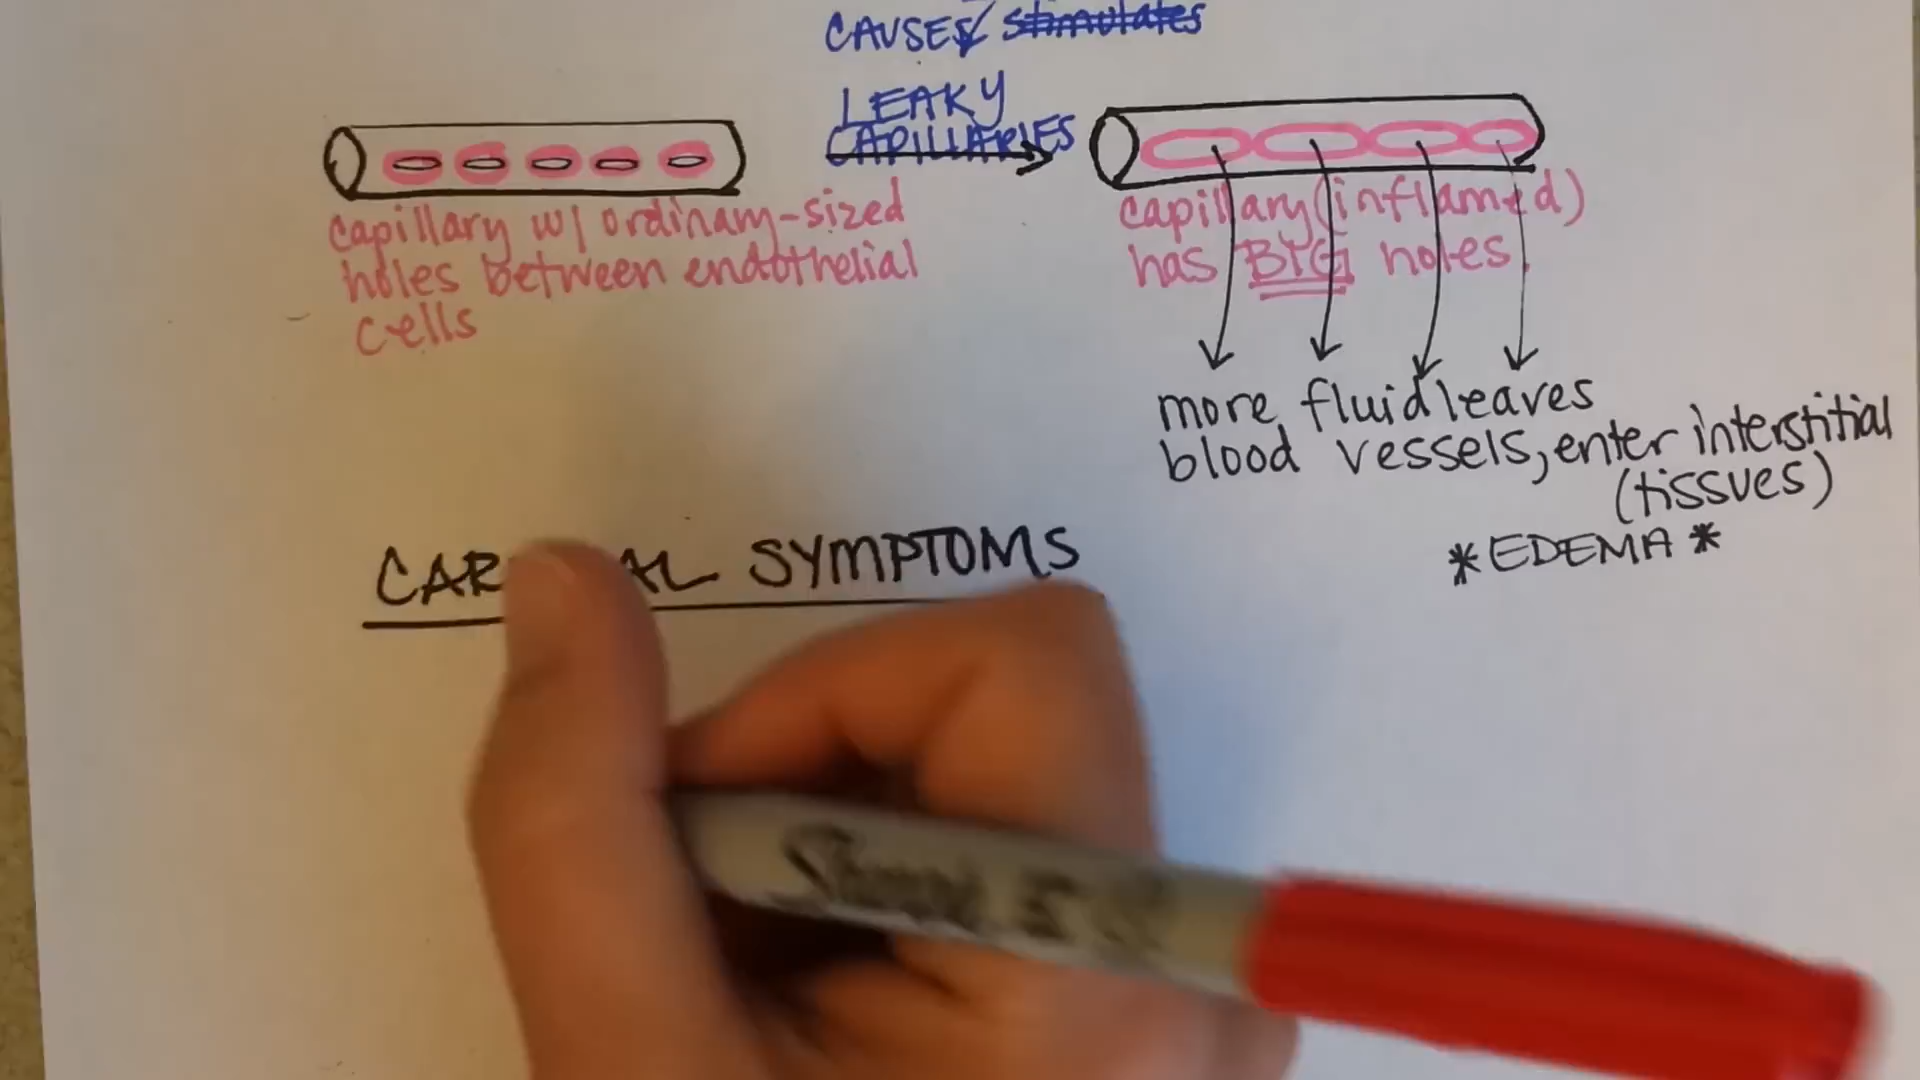 CAUSES stimulates
LEAKY
CAPILLARIES
capillary w/ ordinary-sized
holes between endothelial
cells
capillary (inflamed)
has BIG holes
more fluid leaves
blood vessels, enter interstitial
(tissues)
*EDEMA*
SYMPTOMS
Sharpie